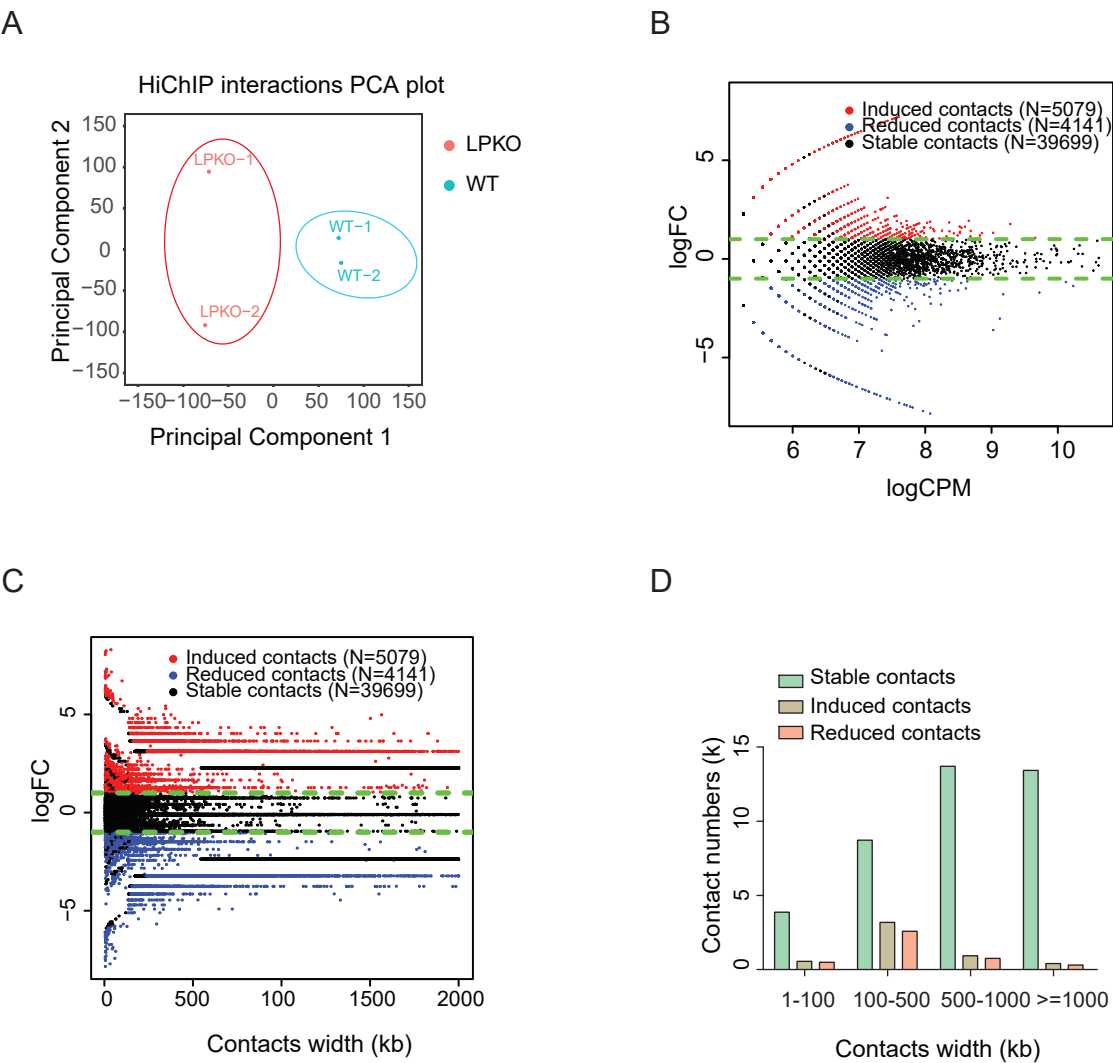 A
HiChIP interactions PCA plot
Principal Component 2
150
100
50
0
−50
−100
−150
LPKO−1
LPKO−2
WT−1
WT−2
LPKO
WT
−150−100−50 0 50 100 150
Principal Component 1
B
Induced contacts (N=5079)
Reduced contacts (N=4141)
Stable contacts (N=39699)
logFC
5
0
−5
6 7 8 9 10
logCPM
C
Induced contacts (N=5079)
Reduced contacts (N=4141)
Stable contacts (N=39699)
logFC
5
0
−5
0 500 100 1500 2000
Contacts width (kb)
D
Stable contacts
Induced contacts
Reduced contacts
Contact numbers (k)
15
10
5
0
1-100 100-500 500-1000 >=1000
Contacts width (kb)